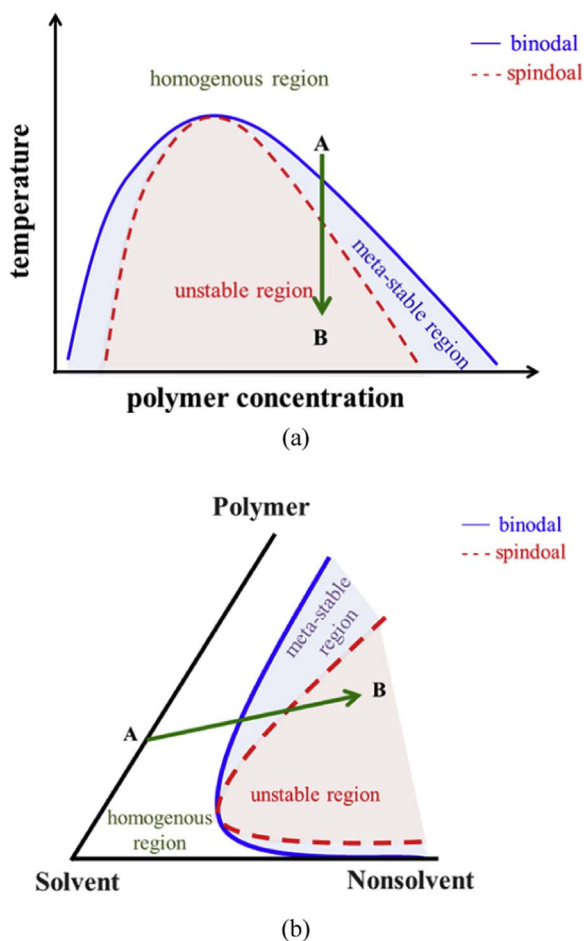 binodal
spindoal
homogenous region
A
temperature
meta-stable region
unstable region
B
polymer concentration
(a)
Polymer
binodal
spindoal
meta-stable
region
B
A
unstable region
homogenous
region
Solvent
Nonsolvent
(b)